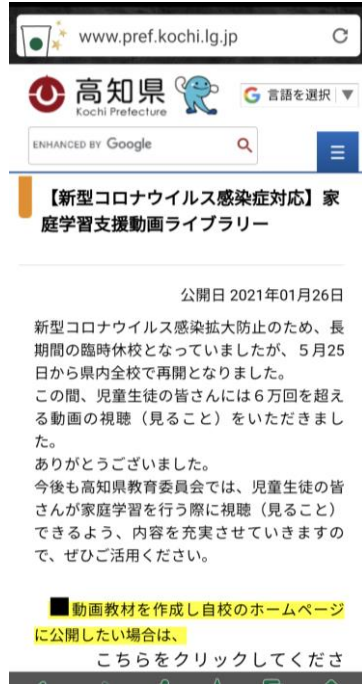 www.pref.kochi.lg.jp
高知県
Kochi Prefecture
G 言語を選択 ▼
ENHANCED BY Google
【新型コロナウイルス感染症対応】家
庭学習支援動画ライブラリー
公開日 2021年01月26日
新型コロナウイルス感染拡大防止のため、長
期間の臨時休校となっていましたが、５月25
日から県内全校で再開となりました。
この間、児童生徒の皆さんには６万回を超え
る動画の視聴（見ること）をいただきまし
た。
ありがとうございました。
今後も高知県教育委員会では、児童生徒の皆
さんが家庭学習を行う際に視聴（見ること）
できるよう、内容を充実させていきますの
で、ぜひご活用ください。
■動画教材を作成し自校のホームページ
に公開したい場合は、
こちらをクリックしてくださ